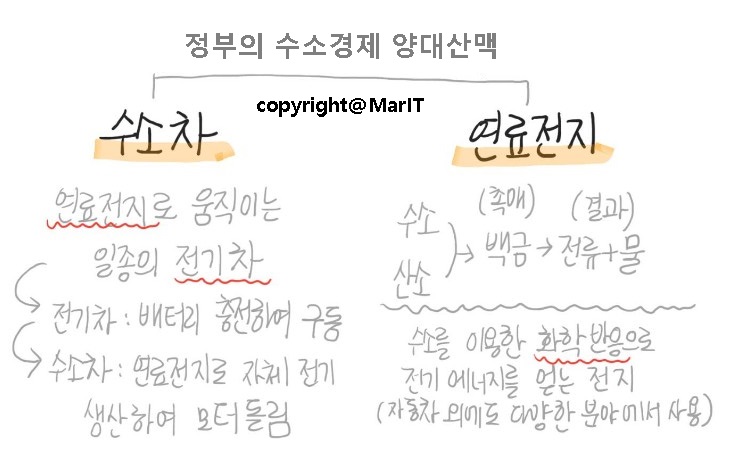 정부의 수소경제 양대산맥
copyright@MarIT
수소차
연료전지로 움직이는
일종의 전기차
전기차 : 배터리 충전하여 구동
수소차 : 연료전지로 자체 전기
생산하여 모터돌림
연료전지
(촉매) (결과)
수소
산소
→ 백금 → 전류+물
수소를 이용한 화학반응으로
전기 에너지를 얻는 전지
(자동차 외에도 다양한 분야에서 사용)